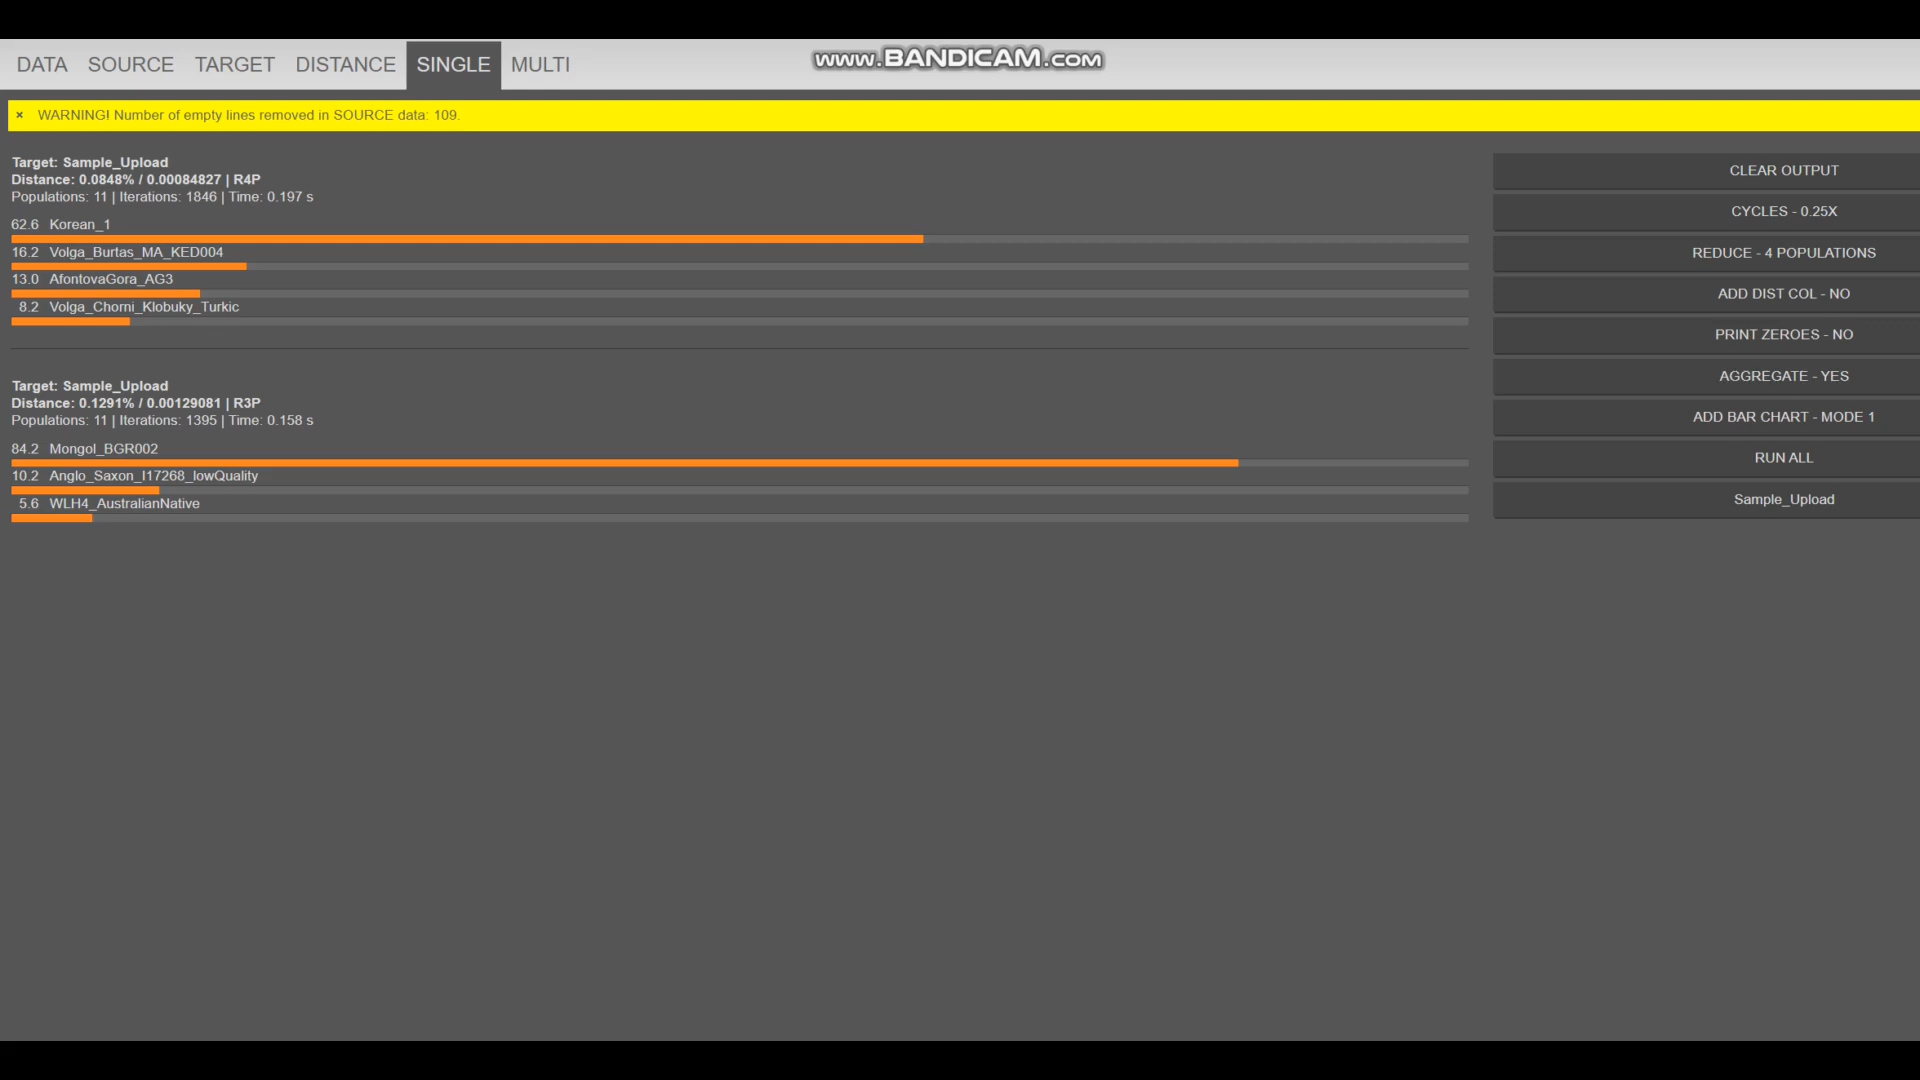 www.BANDICAM.com
DATA SOURCE TARGET DISTANCE SINGLE MULTI
× WARNING! Number of empty lines removed in SOURCE data: 109.
Target: Sample_Upload
Distance: 0.0848% / 0.00084827 | R4P
Populations: 11 | Iterations: 1846 | Time: 0.197 s
62.6 Korean_1
16.2 Volga_Burtas_MA_KED004
13.0 AfontovaGora_AG3
8.2 Volga_Chorni_Klobuky_Turkic
Target: Sample_Upload
Distance: 0.1291% / 0.00129081 | R3P
Populations: 11 | Iterations: 1395 | Time: 0.158 s
84.2 Mongol_BGR002
10.2 Anglo_Saxon_I17268_lowQuality
5.6 WLH4_AustralianNative
CLEAR OUTPUT
CYCLES - 0.25X
REDUCE - 4 POPULATIONS
ADD DIST COL - NO
PRINT ZEROES - NO
AGGREGATE - YES
ADD BAR CHART - MODE 1
RUN ALL
Sample_Upload